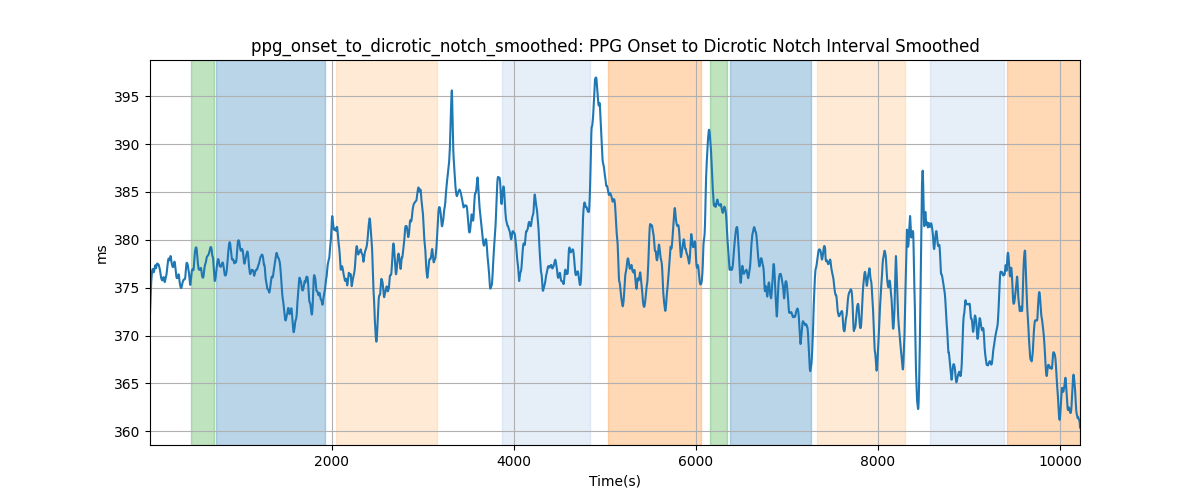 ppg_onset_to_dicrotic_notch_smoothed: PPG Onset to Dicrotic Notch Interval Smoothed
395
390
385
380
375
370
365
360
ms
2000 4000 6000 8000 10000
Time(s)